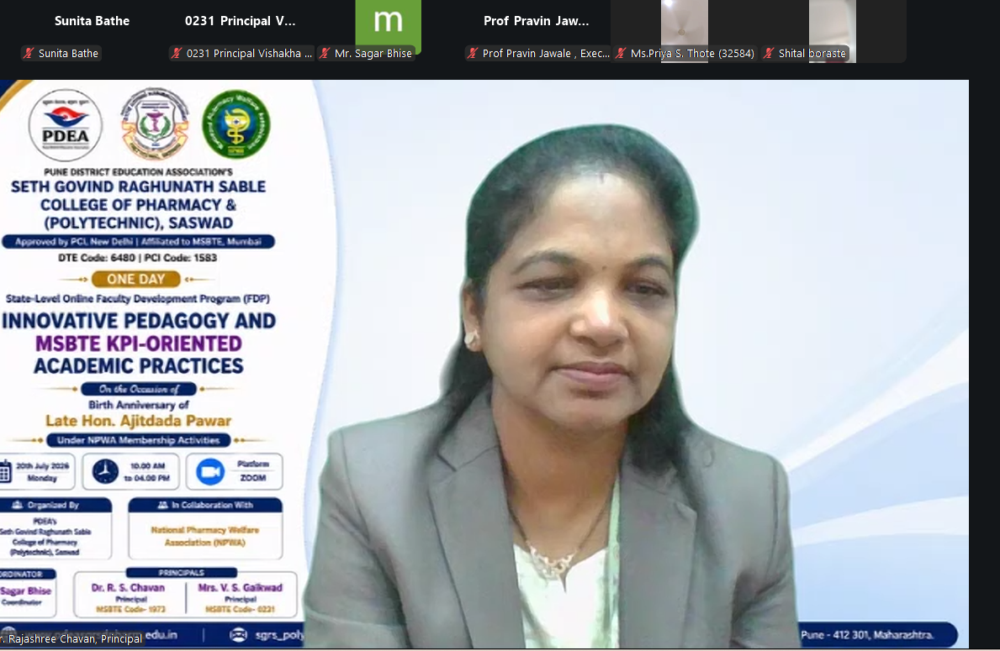 Sunita Bathe
0231 Principal V...
m
Prof Pravin Jaw...
Sunita Bathe
0231 Principal Vishakha ...
Mr. Sagar Bhise
Prof Pravin Jawale , Exec...
Ms.Priya S. Thote (32584)
Shital boraste
PDEA
PUNE DISTRICT EDUCATION ASSOCIATION'S
SETH GOVIND RAGHUNATH SABLE
COLLEGE OF PHARMACY &
(POLYTECHNIC), SASWAD
Approved by PCI, New Delhi | Affiliated to MSBTE, Mumbai
DTE Code: 6480 | PCI Code: 1583
ONE DAY
State-Level Online Faculty Development Program (FDP)
INNOVATIVE PEDAGOGY AND
MSBTE KPI-ORIENTED
ACADEMIC PRACTICES
On the Occasion of
Birth Anniversary of
Late Hon. Ajitdada Pawar
Under NPWA Membership Activities
20th July 2026
Monday
10.00 AM
to 04.00 PM
Platform
ZOOM
Organized By
PDEA's
Seth Govind Raghunath Sable
College of Pharmacy
(Polytechnic), Saswad
In Collaboration With
National Pharmacy Welfare
Association (NPWA)
ORDINATOR
Sagar Bhise
Coordinator
PRINCIPALS
Dr. R. S. Chavan
Principal
MSBTE Code- 1973
Mrs. V. S. Gaikwad
Principal
MSBTE Code- 0231
r. Rajashree Chavan, Principal
edu.in
sgrs_poly
Pune - 412 301, Maharashtra.